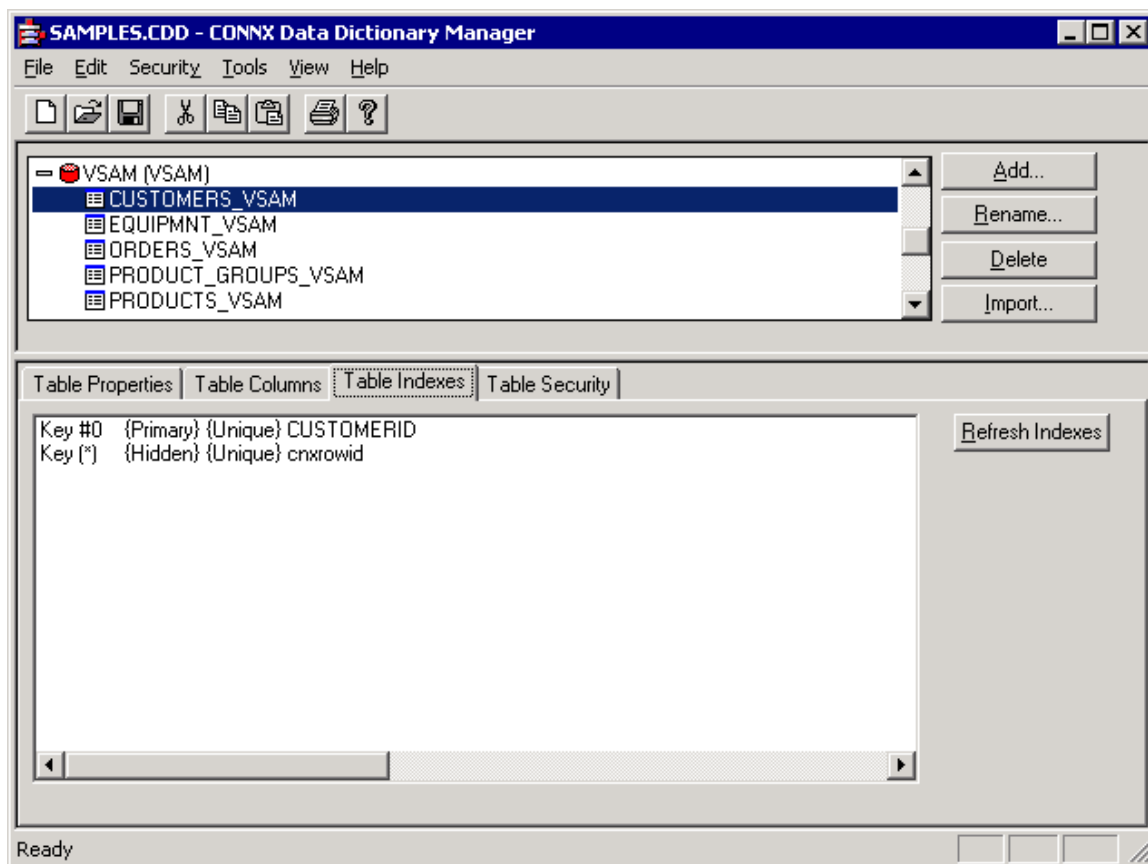 SAMPLES.CDD - CONNX Data Dictionary Manager
File Edit Security Tools View Help
VSAM (VSAM)
CUSTOMERS_VSAM
EQUIPMNT_VSAM
ORDERS_VSAM
PRODUCT_GROUPS_VSAM
PRODUCTS_VSAM
Add...
Rename...
Delete
Import...
Table Properties Table Columns Table Indexes Table Security
Key #0 {Primary} {Unique} CUSTOMERID
Key (*) {Hidden} {Unique} cnxrowid
Refresh Indexes
Ready